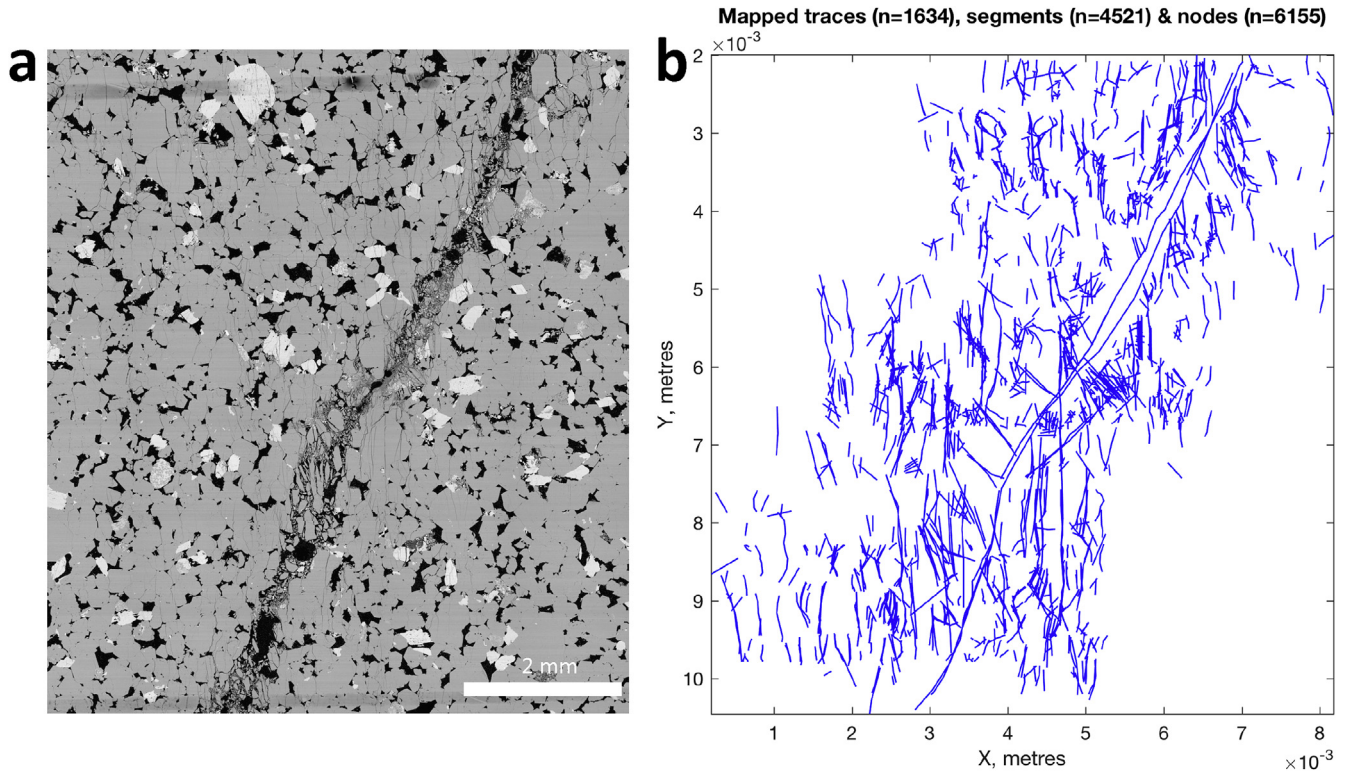 Mapped traces (n=1634), segments (n=4521) & nodes (n=6155)
a
b
×10⁻³
2
3
4
5
6
7
8
9
10
Y, metres
2 mm
1 2 3 4 5 6 7 8
X, metres
×10⁻³